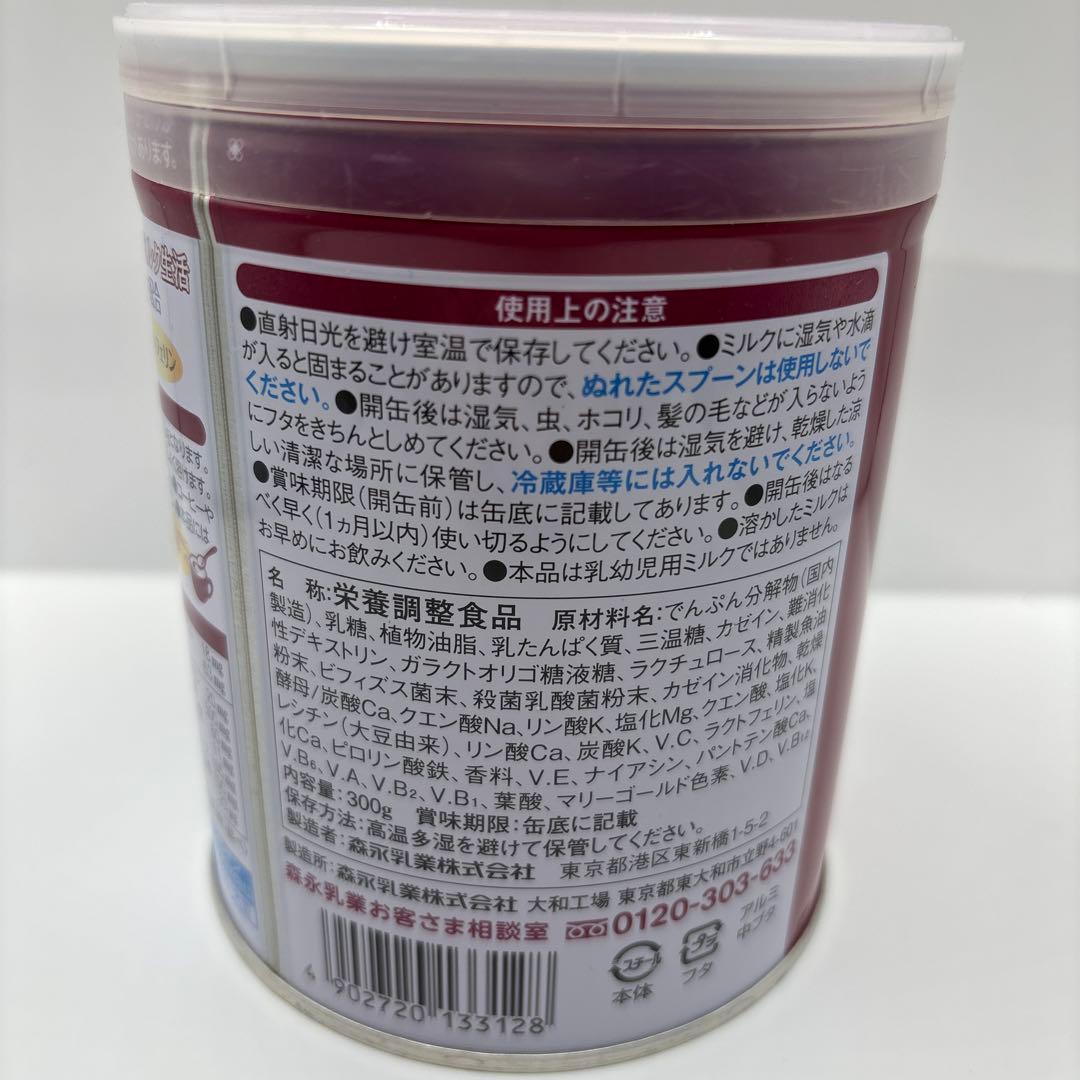 あります。
ルク生活
使用上の注意
●直射日光を避け室温で保存してください。●ミルクに湿気や水滴
が入ると固まることがありますので、ぬれたスプーンは使用しないで
ください。●開缶後は湿気、虫、ホコリ、髪の毛などが入らないよう
にフタをきちんとしめてください。●開缶後は湿気を避け、乾燥した涼
しい清潔な場所に保管し、冷蔵庫等には入れないでください。
●賞味期限(開缶前)は缶底に記載してあります。●開缶後はなる
べく早く(1ヵ月以内)使い切るようにしてください。●溶かしたミルクは
お早めにお飲みください。●本品は乳幼児用ミルクではありません。
名 称:栄養調整食品 原材料名:でんぷん分解物(国内
製造)、乳糖、植物油脂、乳たんぱく質、三温糖、カゼイン、難消化
性デキストリン、ガラクトオリゴ糖液糖、ラクチュロース、精製魚油
粉末、ビフィズス菌末、殺菌乳酸菌粉末、カゼイン消化物、乾燥
酵母/炭酸Ca、クエン酸Na、リン酸K、塩化Mg、クエン酸、塩化K、
レシチン(大豆由来)、リン酸Ca、炭酸K、V.C、ラクトフェリン、塩
化Ca、ピロリン酸鉄、香料、V.E、ナイアシン、パントテン酸Ca、
V.B6、V.A、V.B2、V.B1、葉酸、マリーゴールド色素、V.D、V.B12
内容量:300g 賞味期限:缶底に記載
保存方法:高温多湿を避けて保管してください。
製造者:森永乳業株式会社 東京都港区東新橋1-5-2
製造所:森永乳業株式会社 大和工場 東京都東大和市立野4-601
森永乳業お客さま相談室 0120-303-633
スチール
本体
プラ
フタ
アルミ
中ブタ
4 902720 133128